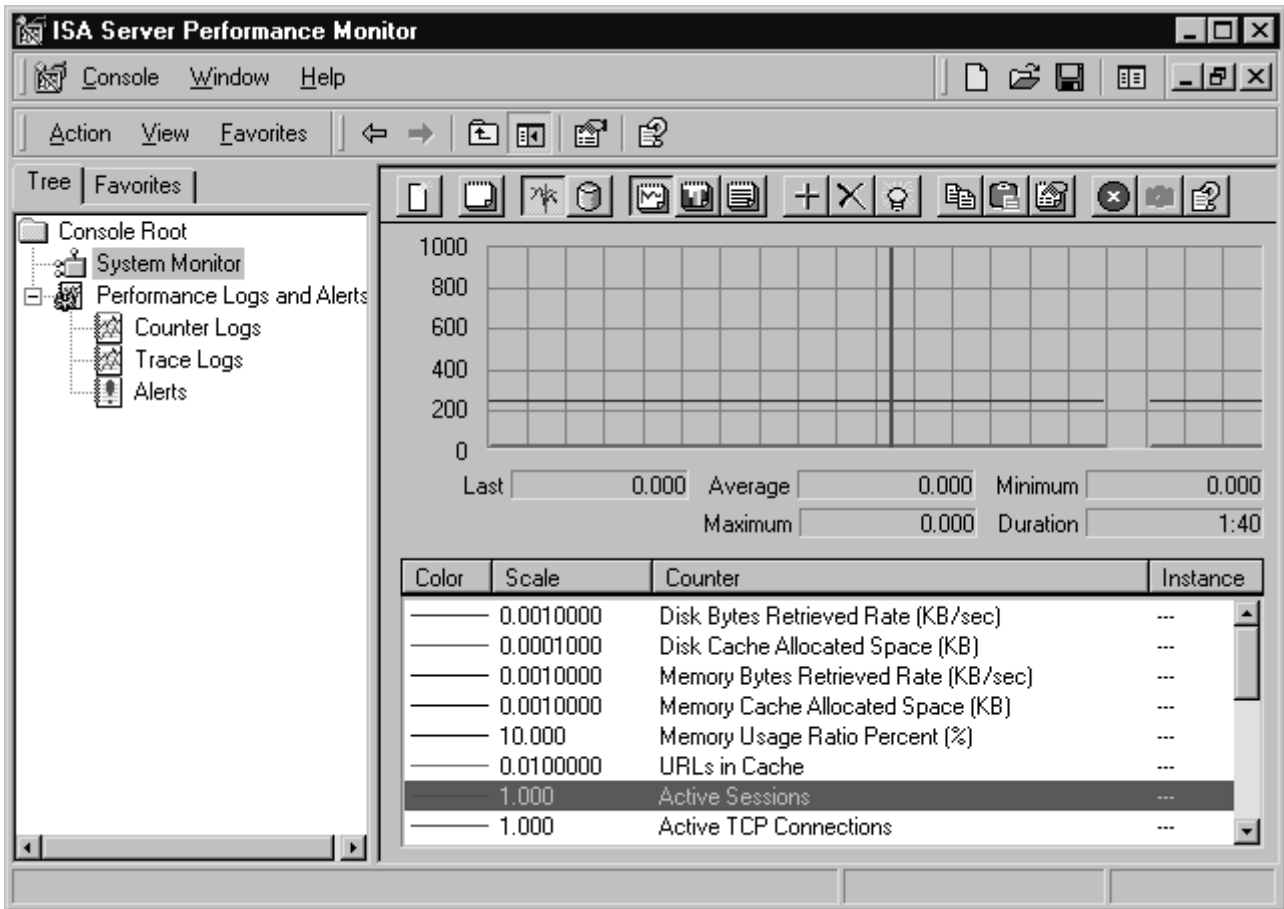 ISA Server Performance Monitor
Console Window Help
Action View Favorites
Tree Favorites
Console Root
System Monitor
Performance Logs and Alerts
Counter Logs
Trace Logs
Alerts
1000
800
600
400
200
0
Last 0.000 Average 0.000 Minimum 0.000
Maximum 0.000 Duration 1:40
Color Scale Counter Instance
0.0010000 Disk Bytes Retrieved Rate (KB/sec) ---
0.0001000 Disk Cache Allocated Space (KB) ---
0.0010000 Memory Bytes Retrieved Rate (KB/sec) ---
0.0010000 Memory Cache Allocated Space (KB) ---
10.000 Memory Usage Ratio Percent (%) ---
0.0100000 URLs in Cache ---
1.000 Active Sessions ---
1.000 Active TCP Connections ---